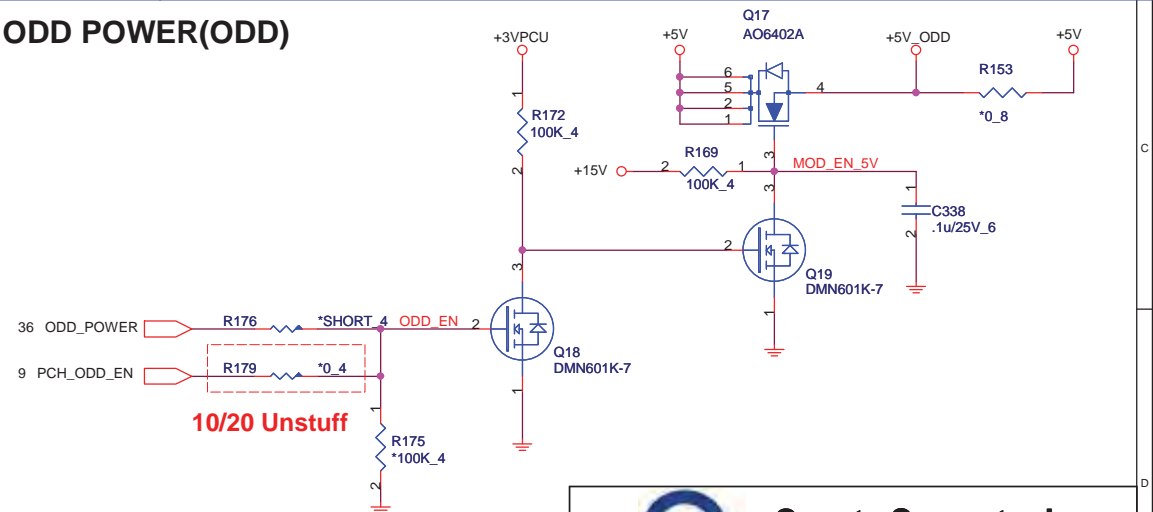 ODD POWER(ODD)
Q17
AO6402A
+3VPCU
+5V
+5V_ODD
+5V
R153
*0_8
6
5
2
1
4
3
1
R172
100K_4
2
+15V
2
R169
1
100K_4
MOD_EN_5V
3
1
C338
.1u/25V_6
2
2
Q19
DMN601K-7
1
3
36 ODD_POWER
R176
*SHORT_4
ODD_EN
2
Q18
DMN601K-7
1
9 PCH_ODD_EN
R179
*0_4
10/20 Unstuff
1
R175
*100K_4
2
C
D